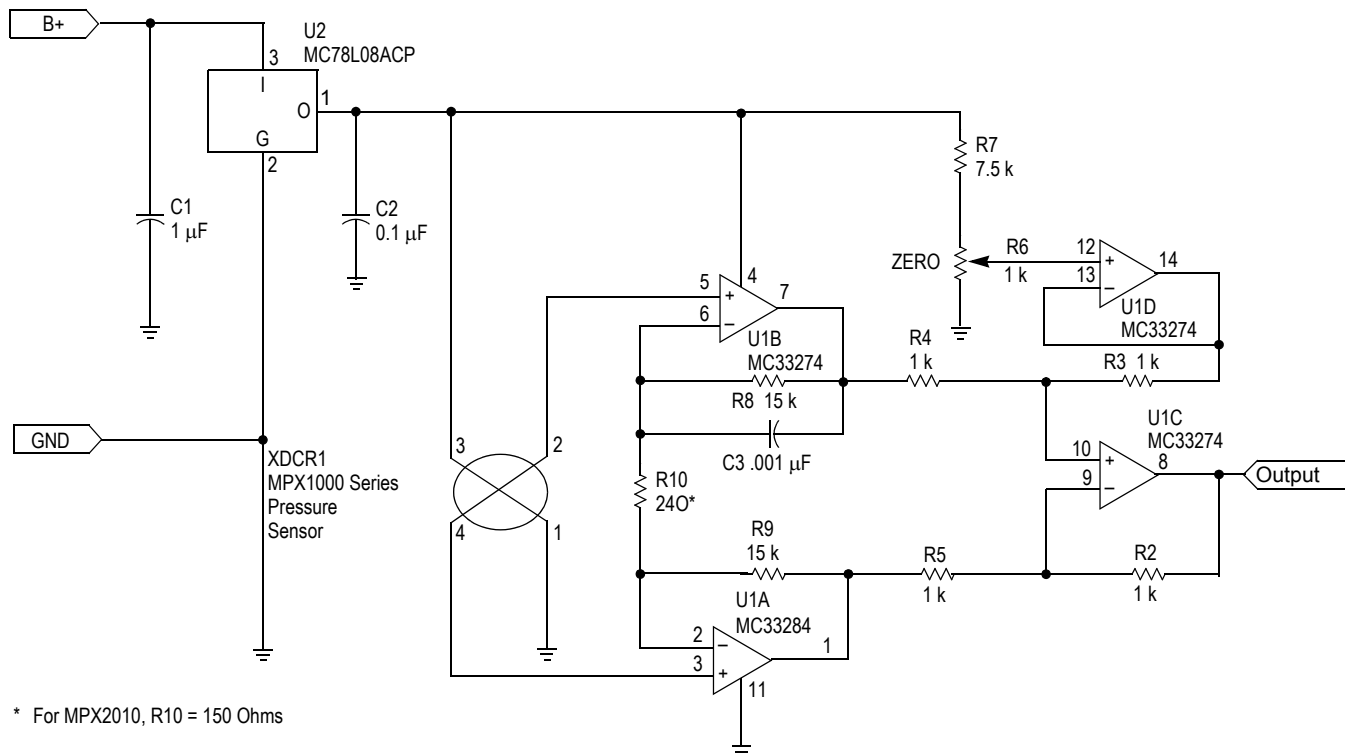 B+
U2
MC78L08ACP
3
I
O
1
G
2
C1
1 μF
C2
0.1 μF
R7
7.5 k
ZERO
R6
1 k
12
+
13
−
14
U1D
MC33274
5
+
6
−
4
7
U1B
MC33274
R4
1 k
R3 1 k
R8 15 k
C3 .001 μF
U1C
MC33274
10
+
9
−
8
Output
GND
XDCR1
MPX1000 Series
Pressure
Sensor
3
2
4
1
R10
24O*
R9
15 k
R5
1 k
R2
1 k
U1A
MC33284
2
−
3
+
1
11
* For MPX2010, R10 = 150 Ohms